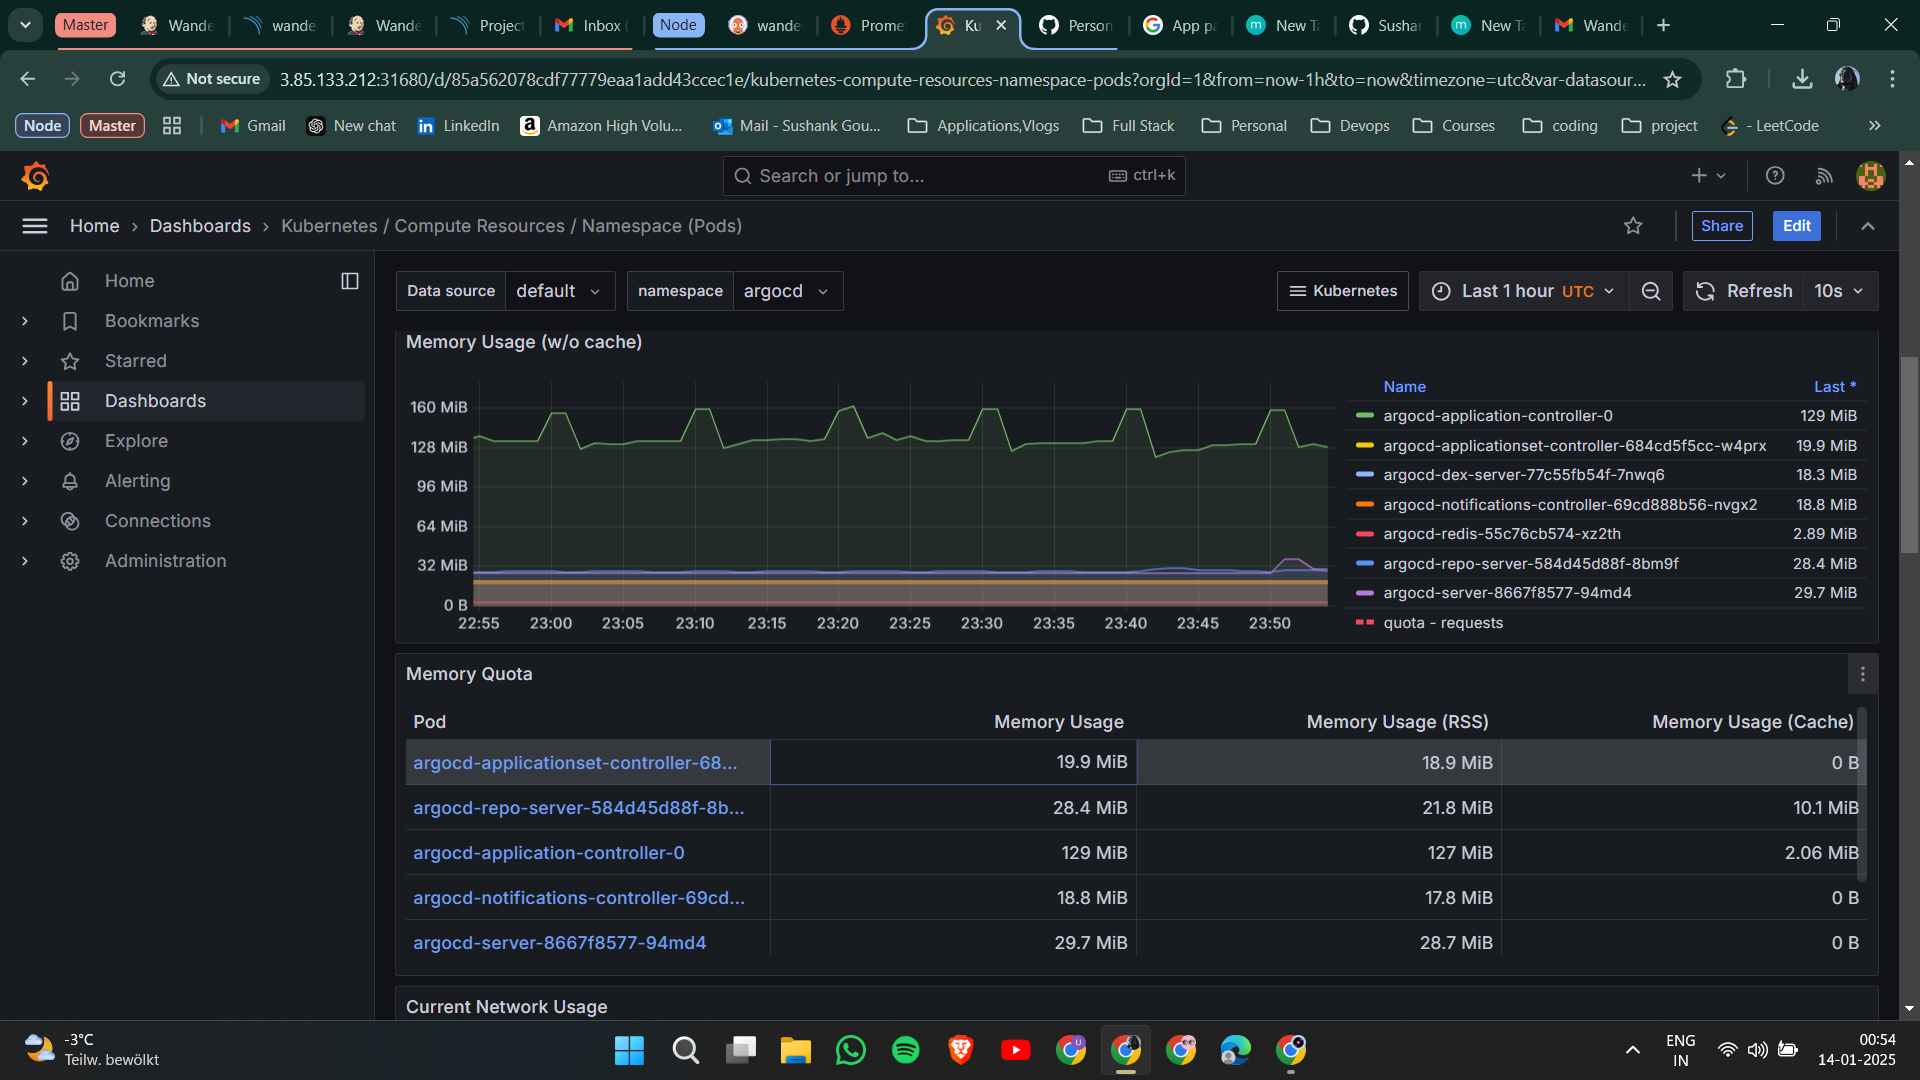 Master
Wande
wande
Wande
Project
Inbox (
Node
wande
Prome
Ku
Person
App pa
New Ta
Sushar
New Ta
Wande
Not secure
3.85.133.212:31680/d/85a562078cdf77779eaa1add43ccec1e/kubernetes-compute-resources-namespace-pods?orgId=1&from=now-1h&to=now&timezone=utc&var-datasour...
Node
Master
Gmail
New chat
LinkedIn
Amazon High Volu...
Mail - Sushank Gou...
Applications,Vlogs
Full Stack
Personal
Devops
Courses
coding
project
- LeetCode
Search or jump to...
ctrl+k
Home › Dashboards › Kubernetes / Compute Resources / Namespace (Pods)
Share
Edit
Home
Bookmarks
Starred
Dashboards
Explore
Alerting
Connections
Administration
Data source default
namespace argocd
Kubernetes
Last 1 hour UTC
Refresh 10s
Memory Usage (w/o cache)
160 MiB
128 MiB
96 MiB
64 MiB
32 MiB
0 B
22:55 23:00 23:05 23:10 23:15 23:20 23:25 23:30 23:35 23:40 23:45 23:50
Name Last *
argocd-application-controller-0 129 MiB
argocd-applicationset-controller-684cd5f5cc-w4prx 19.9 MiB
argocd-dex-server-77c55fb54f-7nwq6 18.3 MiB
argocd-notifications-controller-69cd888b56-nvgx2 18.8 MiB
argocd-redis-55c76cb574-xz2th 2.89 MiB
argocd-repo-server-584d45d88f-8bm9f 28.4 MiB
argocd-server-8667f8577-94md4 29.7 MiB
quota - requests
Memory Quota
Pod Memory Usage Memory Usage (RSS) Memory Usage (Cache)
argocd-applicationset-controller-68... 19.9 MiB 18.9 MiB 0 B
argocd-repo-server-584d45d88f-8b... 28.4 MiB 21.8 MiB 10.1 MiB
argocd-application-controller-0 129 MiB 127 MiB 2.06 MiB
argocd-notifications-controller-69cd... 18.8 MiB 17.8 MiB 0 B
argocd-server-8667f8577-94md4 29.7 MiB 28.7 MiB 0 B
Current Network Usage
-3°C
Teilw. bewölkt
ENG
IN
00:54
14-01-2025